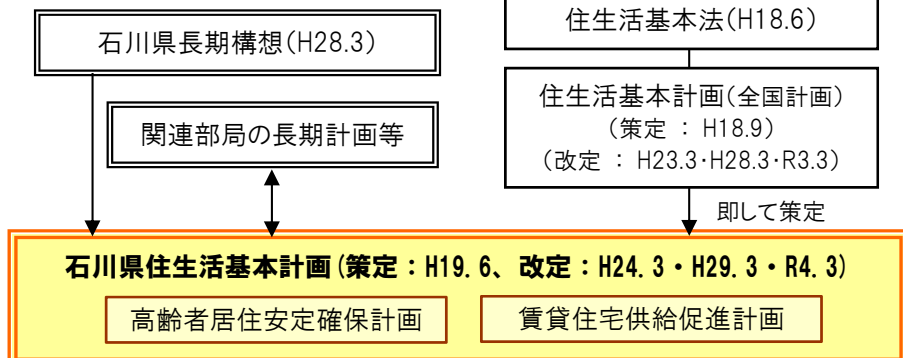 石川県長期構想(H28.3)
関連部局の長期計画等
住生活基本法(H18.6)
住生活基本計画(全国計画)
(策定 : H18.9)
(改定 : H23.3・H28.3・R3.3)
即して策定
石川県住生活基本計画(策定:H19.6、改定:H24.3・H29.3・R4.3)
高齢者居住安定確保計画
賃貸住宅供給促進計画